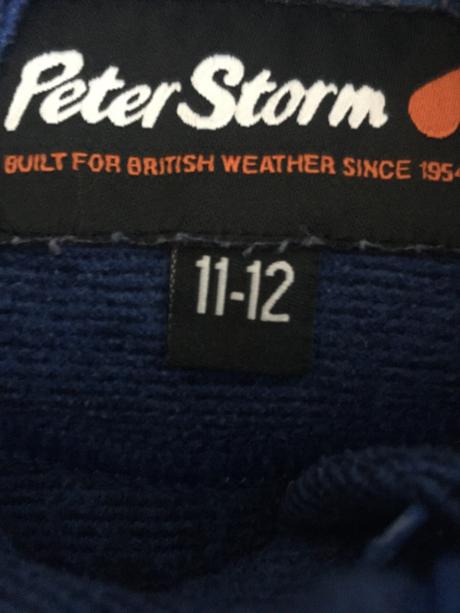 Peter Storm
BUILT FOR BRITISH WEATHER SINCE 1954
11-12